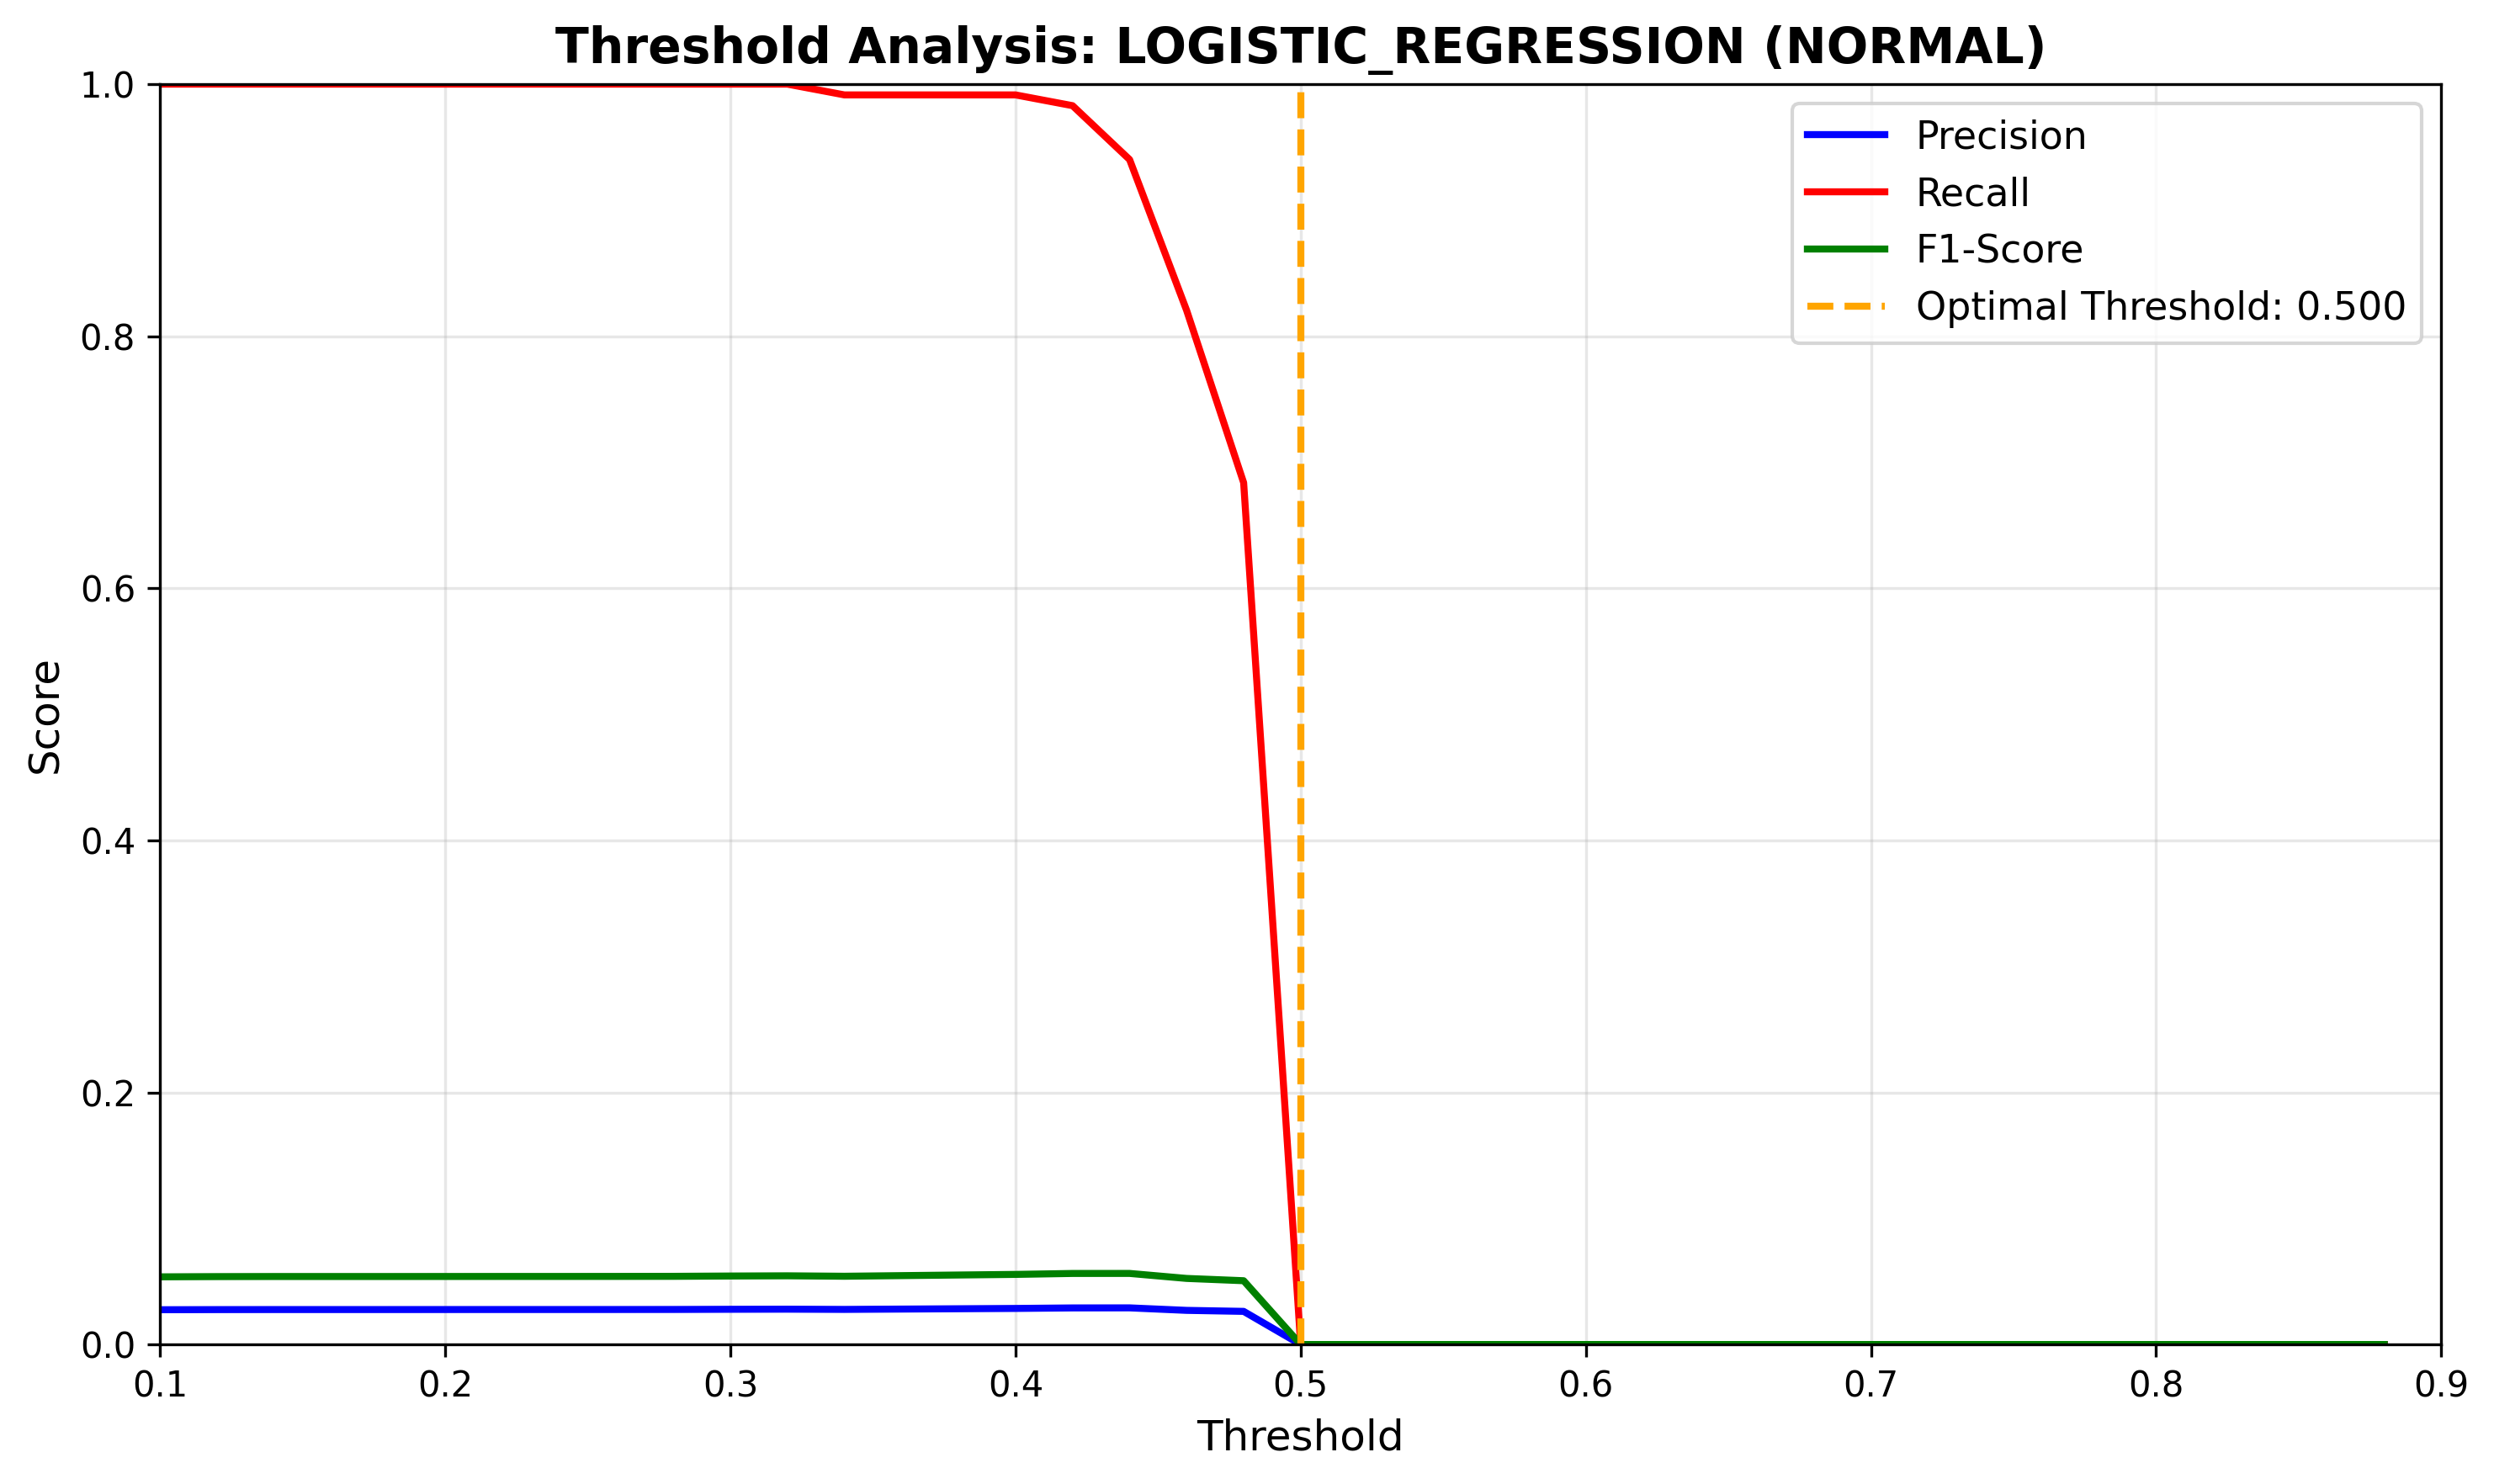 Threshold Analysis: LOGISTIC_REGRESSION (NORMAL)
1.0
0.8
0.6
0.4
0.2
0.0
Score
Precision
Recall
F1-Score
Optimal Threshold: 0.500
0.1 0.2 0.3 0.4 0.5 0.6 0.7 0.8 0.9
Threshold